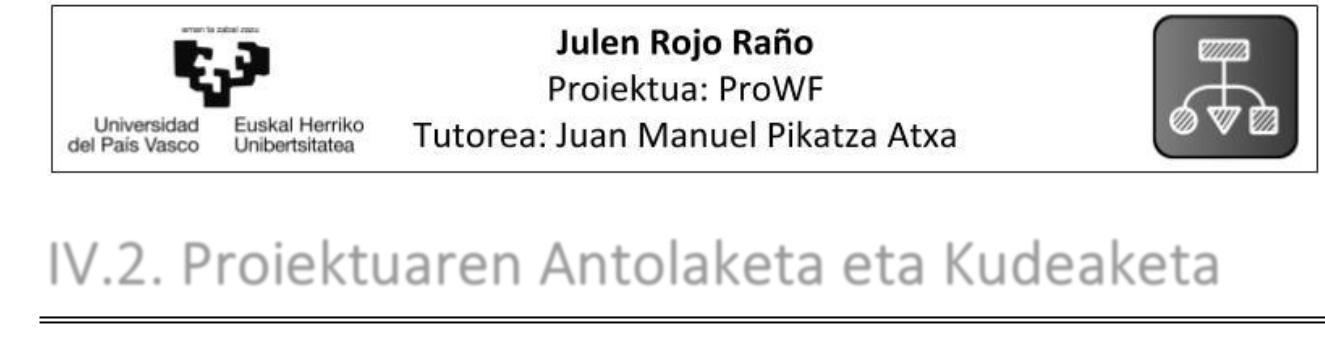 eman ta zabal zazu
Universidad
del País Vasco
Euskal Herriko
Unibertsitatea
Julen Rojo Raño
Proiektua: ProWF
Tutorea: Juan Manuel Pikatza Atxa
IV.2. Proiektuaren Antolaketa eta Kudeaketa